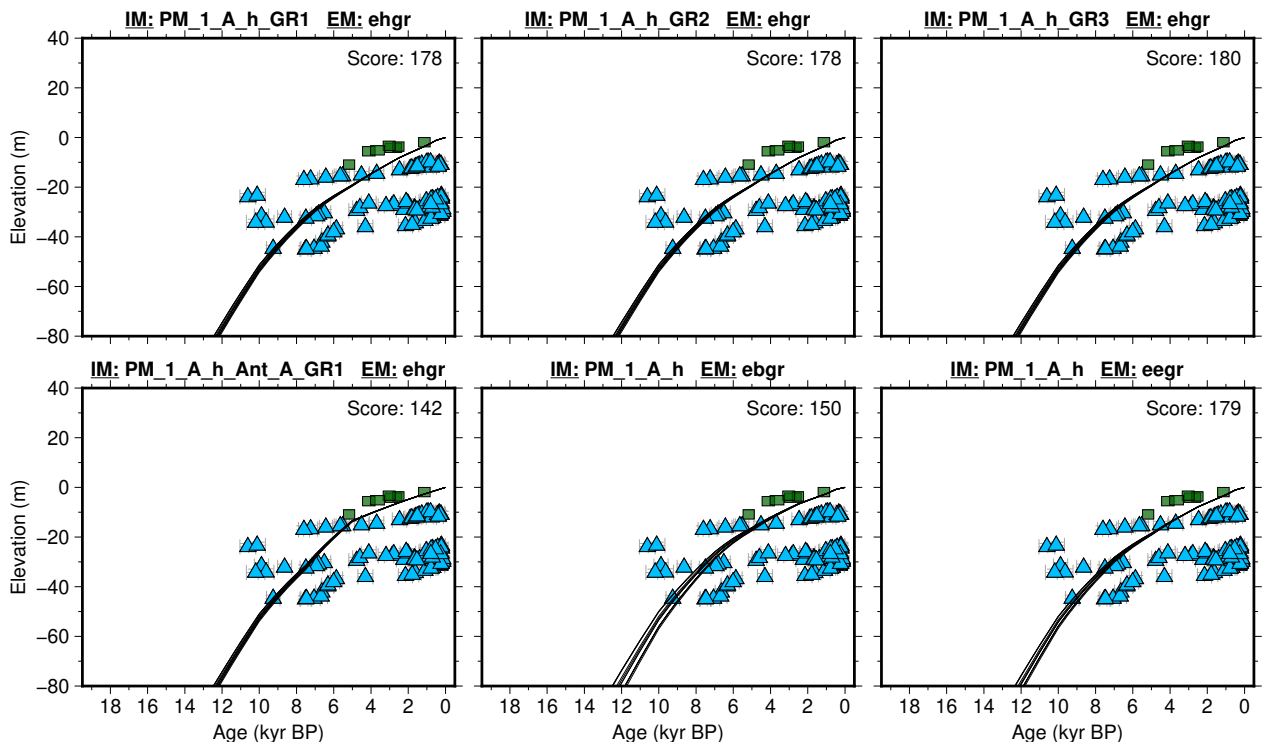 IM: PM_1_A_h_GR1 EM: ehgr
IM: PM_1_A_h_GR2 EM: ehgr
IM: PM_1_A_h_GR3 EM: ehgr
40
20
0
−20
−40
−60
−80
Elevation (m)
Score: 178
Score: 178
Score: 180
IM: PM_1_A_h_Ant_A_GR1 EM: ehgr
IM: PM_1_A_h EM: ebgr
IM: PM_1_A_h EM: eegr
40
20
0
−20
−40
−60
−80
Elevation (m)
Score: 142
Score: 150
Score: 179
18 16 14 12 10 8 6 4 2 0
18 16 14 12 10 8 6 4 2 0
18 16 14 12 10 8 6 4 2 0
Age (kyr BP)
Age (kyr BP)
Age (kyr BP)